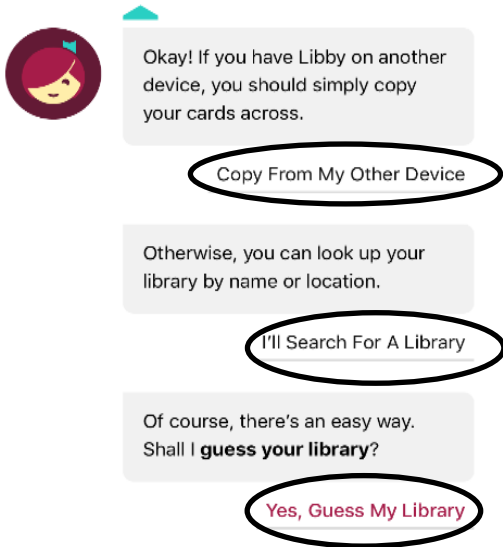 Okay! If you have Libby on another
device, you should simply copy
your cards across.
Copy From My Other Device
Otherwise, you can look up your
library by name or location.
I'll Search For A Library
Of course, there's an easy way.
Shall I guess your library?
Yes, Guess My Library